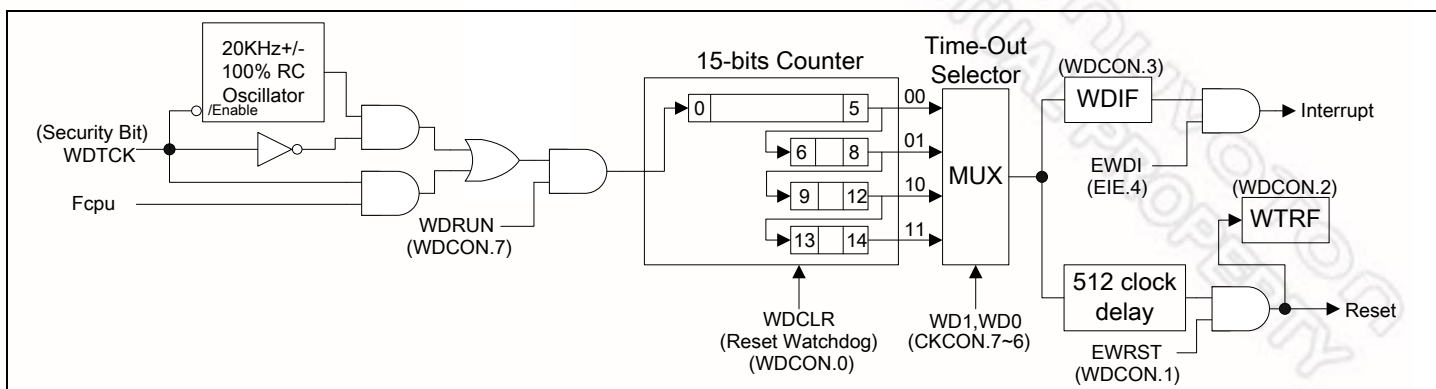 20KHz+/-
100% RC
Oscillator
/Enable
(Security Bit)
WDTCK
Fcpu
WDRUN
(WDCON.7)
15-bits Counter
0 5
6 8
9 12
13 14
00
01
10
11
WDCLR
(Reset Watchdog)
(WDCON.0)
Time-Out
Selector
MUX
WD1,WD0
(CKCON.7~6)
(WDCON.3)
WDIF
Interrupt
EWDI
(EIE.4)
(WDCON.2)
WTRF
512 clock
delay
Reset
EWRST
(WDCON.1)